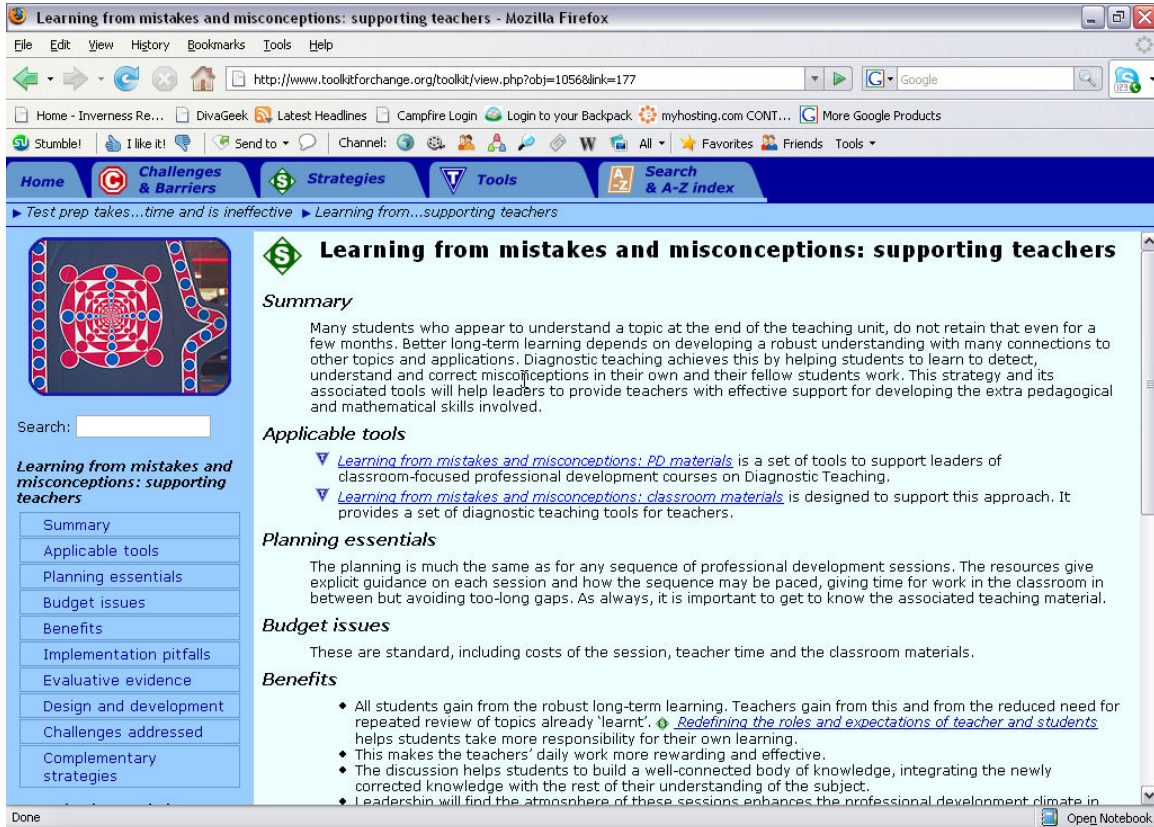 Learning from mistakes and misconceptions: supporting teachers - Mozilla Firefox
File Edit View History Bookmarks Tools Help
http://www.toolkitforchange.org/toolkit/view.php?obj=1056&link=177 G Google
Home - Inverness Re... DivaGeek Latest Headlines Campfire Login Login to your Backpack myhosting.com CONT... More Google Products
Stumble! I like it! Send to Channel: W All Favorites Friends Tools
Home C Challenges & Barriers S Strategies T Tools A-Z Search & A-Z index
Test prep takes...time and is ineffective Learning from...supporting teachers
S Learning from mistakes and misconceptions: supporting teachers
Summary
Many students who appear to understand a topic at the end of the teaching unit, do not retain that even for a
few months. Better long-term learning depends on developing a robust understanding with many connections to
other topics and applications. Diagnostic teaching achieves this by helping students to learn to detect,
understand and correct misconceptions in their own and their fellow students work. This strategy and its
associated tools will help leaders to provide teachers with effective support for developing the extra pedagogical
and mathematical skills involved.
Applicable tools
Learning from mistakes and misconceptions: PD materials is a set of tools to support leaders of
classroom-focused professional development courses on Diagnostic Teaching.
Learning from mistakes and misconceptions: classroom materials is designed to support this approach. It
provides a set of diagnostic teaching tools for teachers.
Planning essentials
The planning is much the same as for any sequence of professional development sessions. The resources give
explicit guidance on each session and how the sequence may be paced, giving time for work in the classroom in
between but avoiding too-long gaps. As always, it is important to get to know the associated teaching material.
Budget issues
These are standard, including costs of the session, teacher time and the classroom materials.
Benefits
All students gain from the robust long-term learning. Teachers gain from this and from the reduced need for
repeated review of topics already ‘learnt’. Redefining the roles and expectations of teacher and students
helps students take more responsibility for their own learning.
This makes the teachers’ daily work more rewarding and effective.
The discussion helps students to build a well-connected body of knowledge, integrating the newly
corrected knowledge with the rest of their understanding of the subject.
Leadership will find the atmosphere of these sessions enhances the professional development climate in
Search:
Learning from mistakes and
misconceptions: supporting
teachers
Summary
Applicable tools
Planning essentials
Budget issues
Benefits
Implementation pitfalls
Evaluative evidence
Design and development
Challenges addressed
Complementary
strategies
Done Open Notebook